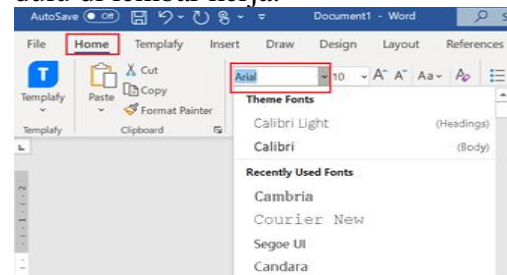 AutoSave Off Document1 - Word
File Home Templafy Insert Draw Design Layout References
Templafy Paste Cut
Copy
Format Painter
Arial 10 A A Aa A
Templafy Clipboard
Theme Fonts
Calibri Light (Headings)
Calibri (Body)
Recently Used Fonts
Cambria
Courier New
Segoe UI
Candara